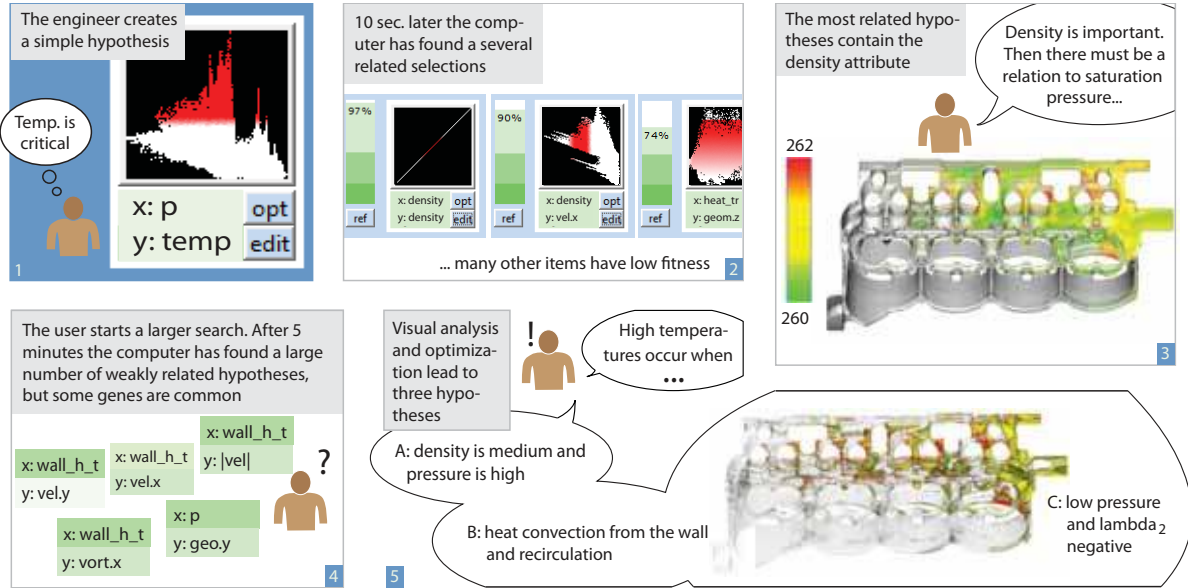 The engineer creates
a simple hypothesis
Temp. is
critical
x: p
y: temp
opt
edit
1
10 sec. later the comp-
uter has found a several
related selections
97%
ref
x: density
y: density
opt
edit
90%
ref
x: density
y: vel.x
opt
edit
74%
ref
x: heat_tr
y: geom.z
... many other items have low fitness
2
The most related hypo-
theses contain the
density attribute
Density is important.
Then there must be a
relation to saturation
pressure...
262
260
3
The user starts a larger search. After 5
minutes the computer has found a large
number of weakly related hypotheses,
but some genes are common
x: wall_h_t
y: vel.y
x: wall_h_t
y: vel.x
x: wall_h_t
y: |vel|
x: wall_h_t
y: vort.x
x: p
y: geo.y
?
4
Visual analysis
and optimiza-
tion lead to
three hypo-
theses
!
High tempera-
tures occur when
...
A: density is medium and
pressure is high
B: heat convection from the wall
and recirculation
C: low pressure
and lambda2
negative
5